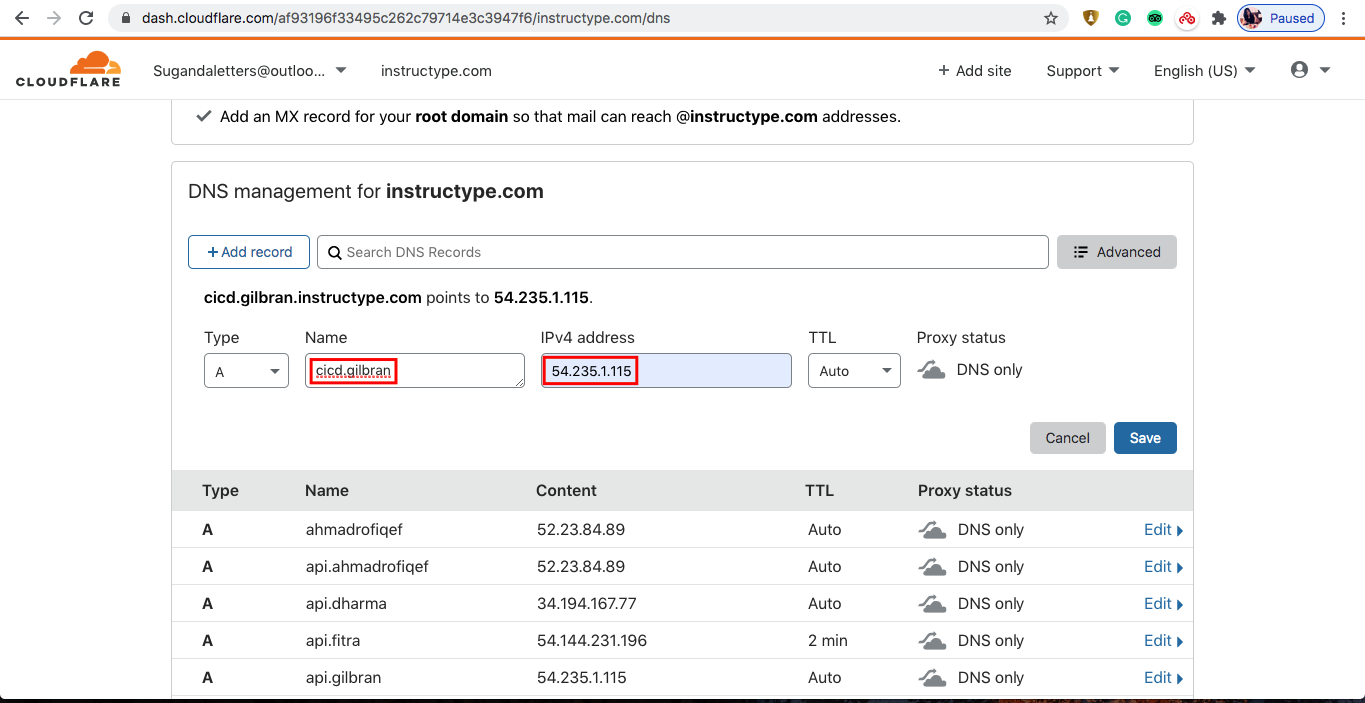 dash.cloudflare.com/af93196f33495c262c79714e3c3947f6/instructype.com/dns
Paused
CLOUDFLARE
Sugandaletters@outloo...
instructype.com
+ Add site
Support
English (US)
Add an MX record for your root domain so that mail can reach @instructype.com addresses.
DNS management for instructype.com
+Add record
Search DNS Records
Advanced
cicd.gilbran.instructype.com points to 54.235.1.115.
Type Name IPv4 address TTL Proxy status
A cicd.gilbran 54.235.1.115 Auto DNS only
Cancel
Save
Type Name Content TTL Proxy status
A ahmadrofiqef 52.23.84.89 Auto DNS only Edit
A api.ahmadrofiqef 52.23.84.89 Auto DNS only Edit
A api.dharma 34.194.167.77 Auto DNS only Edit
A api.fitra 54.144.231.196 2 min DNS only Edit
A api.gilbran 54.235.1.115 Auto DNS only Edit